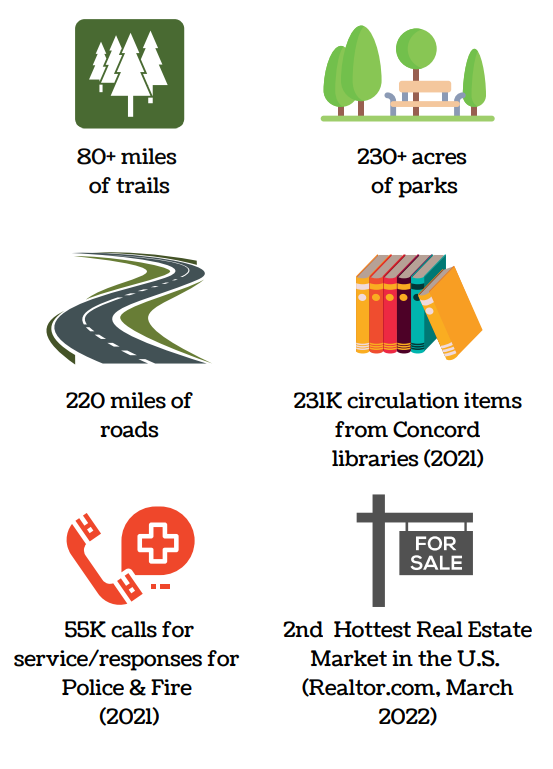 80+ miles
of trails
230+ acres
of parks
220 miles of
roads
231K circulation items
from Concord
libraries (2021)
FOR
SALE
55K calls for
service/responses for
Police & Fire
(2021)
2nd  Hottest Real Estate
Market in the U.S.
(Realtor.com, March
2022)